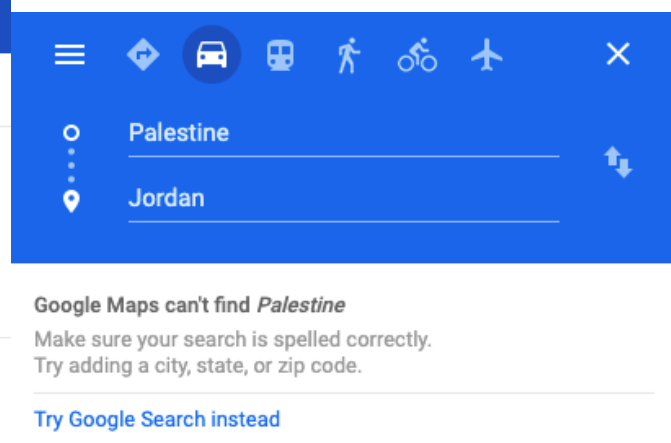 Palestine
Jordan
Google Maps can't find Palestine
Make sure your search is spelled correctly.
Try adding a city, state, or zip code.
Try Google Search instead